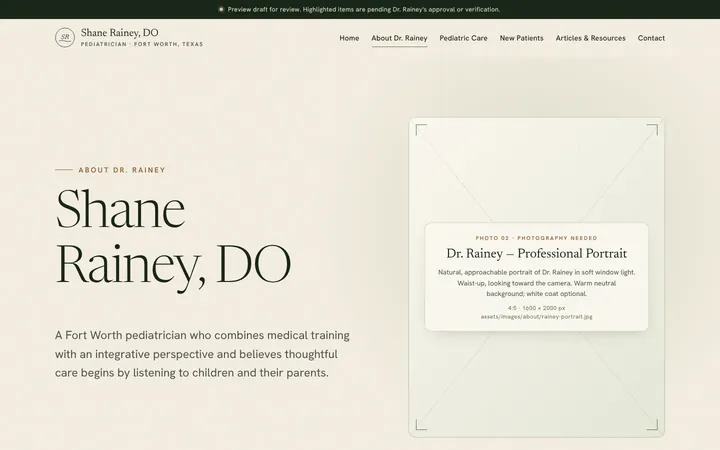 Preview draft for review. Highlighted items are pending Dr. Rainey's approval or verification.
SR
Shane Rainey, DO
PEDIATRICIAN · FORT WORTH, TEXAS
Home
About Dr. Rainey
Pediatric Care
New Patients
Articles & Resources
Contact
ABOUT DR. RAINEY
Shane
Rainey, DO
A Fort Worth pediatrician who combines medical training
with an integrative perspective and believes thoughtful
care begins by listening to children and their parents.
PHOTO 02 · PHOTOGRAPHY NEEDED
Dr. Rainey — Professional Portrait
Natural, approachable portrait of Dr. Rainey in soft window light.
Waist-up, looking toward the camera. Warm neutral
background; white coat optional.
4:5 · 1600 × 2000 px
assets/images/about/rainey-portrait.jpg